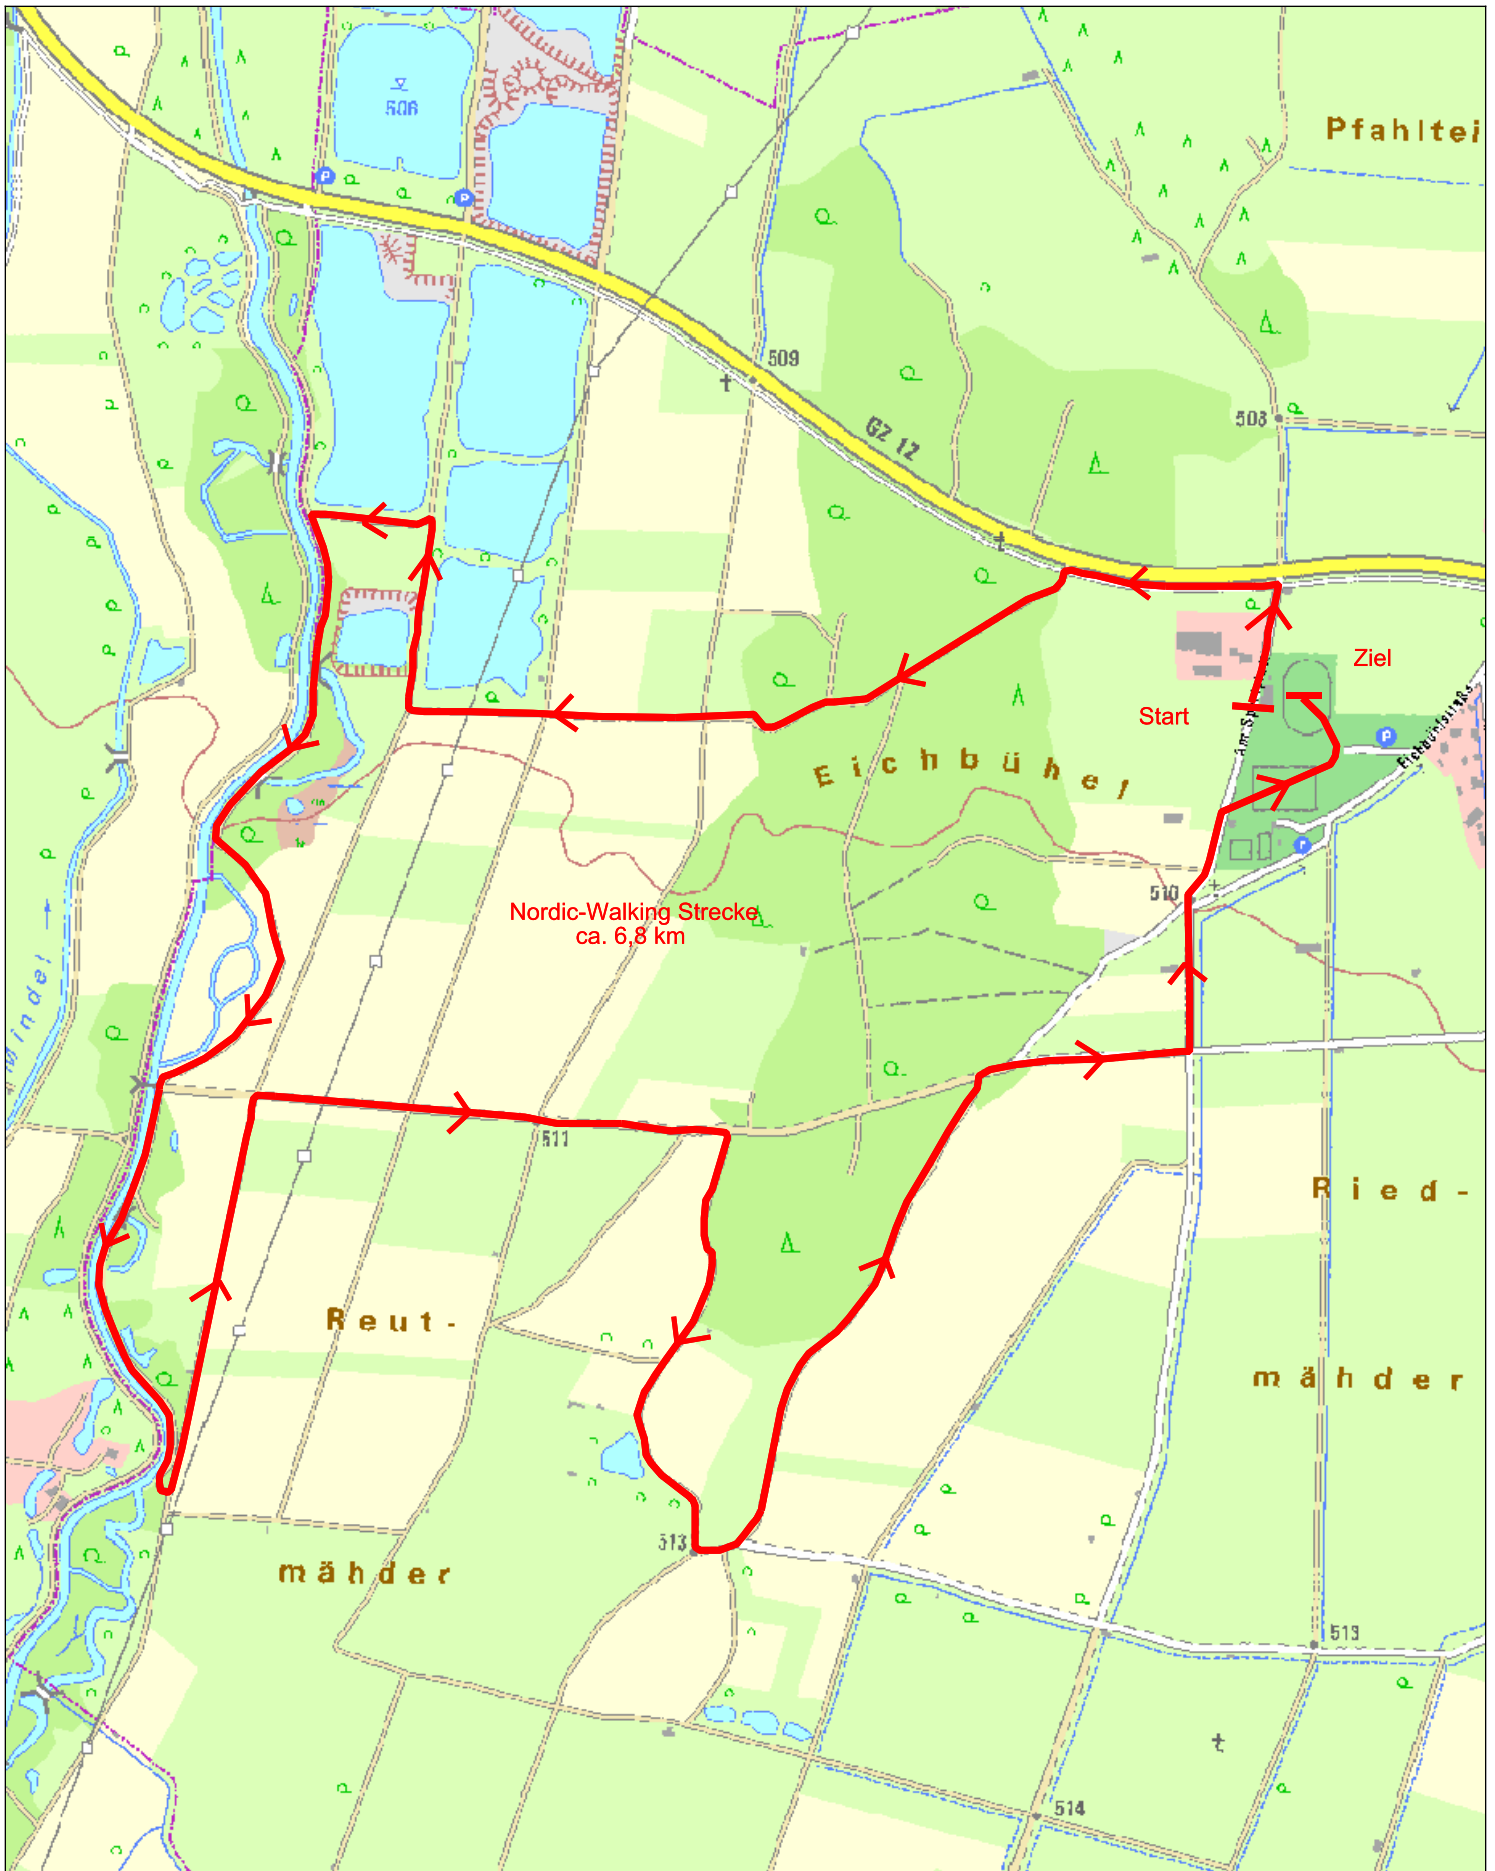 506
Pfahltei
509
GZ 12
508
Ziel
Start
Am Sp
Eichbühlstraße
Eichbühel
510
Nordic-Walking Strecke
ca. 6,8 km
Mindel
511
Ried-
Reut-
mähder
513
mähder
513
514
P
P
P
P